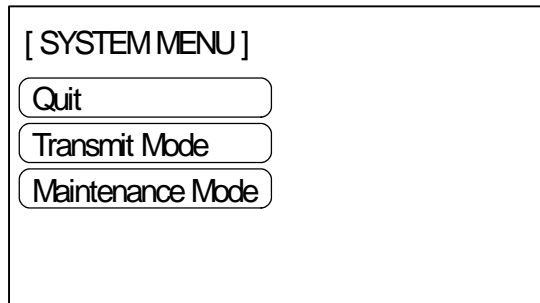 [ SYSTEM MENU ]
Quit
Transmit Mode
Maintenance Mode